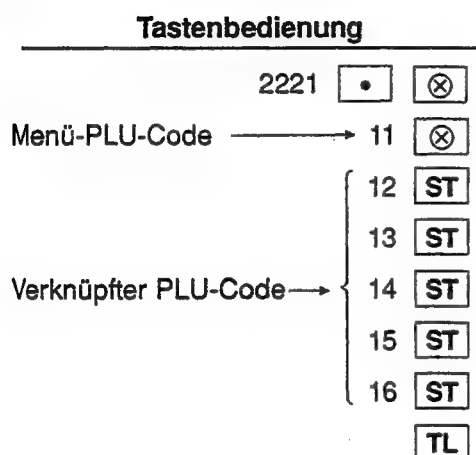 Tastenbedienung
2221 • ⊗
Menü-PLU-Code → 11 ⊗
12 ST
13 ST
Verknüpfter PLU-Code → 14 ST
15 ST
16 ST
TL